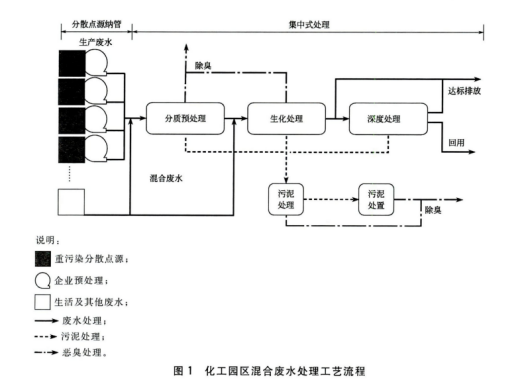 分散点源纳管
集中式处理
生产废水
除臭
达标排放
分质预处理
生化处理
深度处理
回用
混合废水
污泥
处理
污泥
处置
除臭
说明：
重污染分散点源；
企业预处理；
生活及其他废水；
废水处理；
污泥处理；
恶臭处理。
图 1 化工园区混合废水处理工艺流程